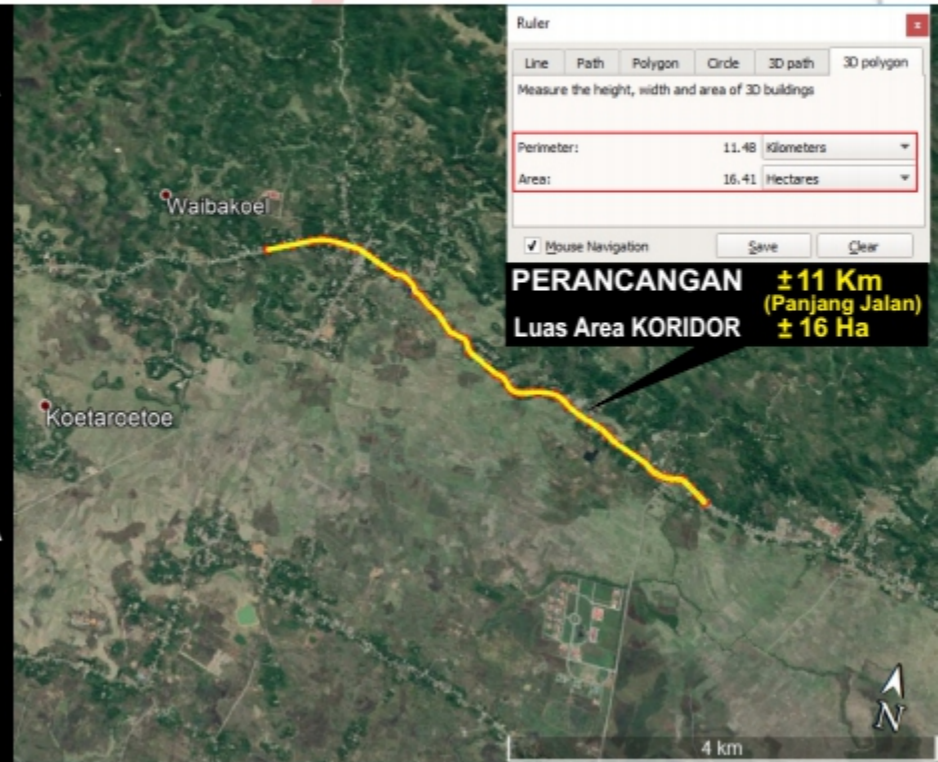 Ruler
Line Path Polygon Circle 3D path 3D polygon
Measure the height, width and area of 3D buildings
Perimeter: 11.48 Kilometers
Area: 16.41 Hectares
Mouse Navigation Save Clear
PERANCANGAN ±11 Km
(Panjang Jalan)
Luas Area KORIDOR ± 16 Ha
Waibakoel
Koetaroetoe
N
4 km